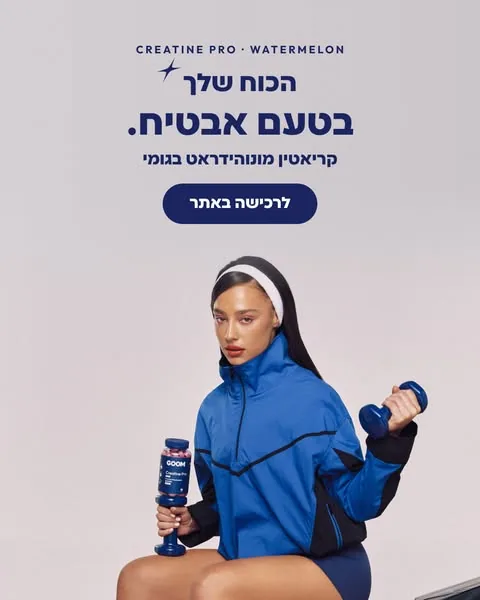 CREATINE PRO · WATERMELON
הכוח שלך
בטעם אבטיח.
קריאטין מונוהידראט בגומי
לרכישה באתר
GOOM
Creatine Pro